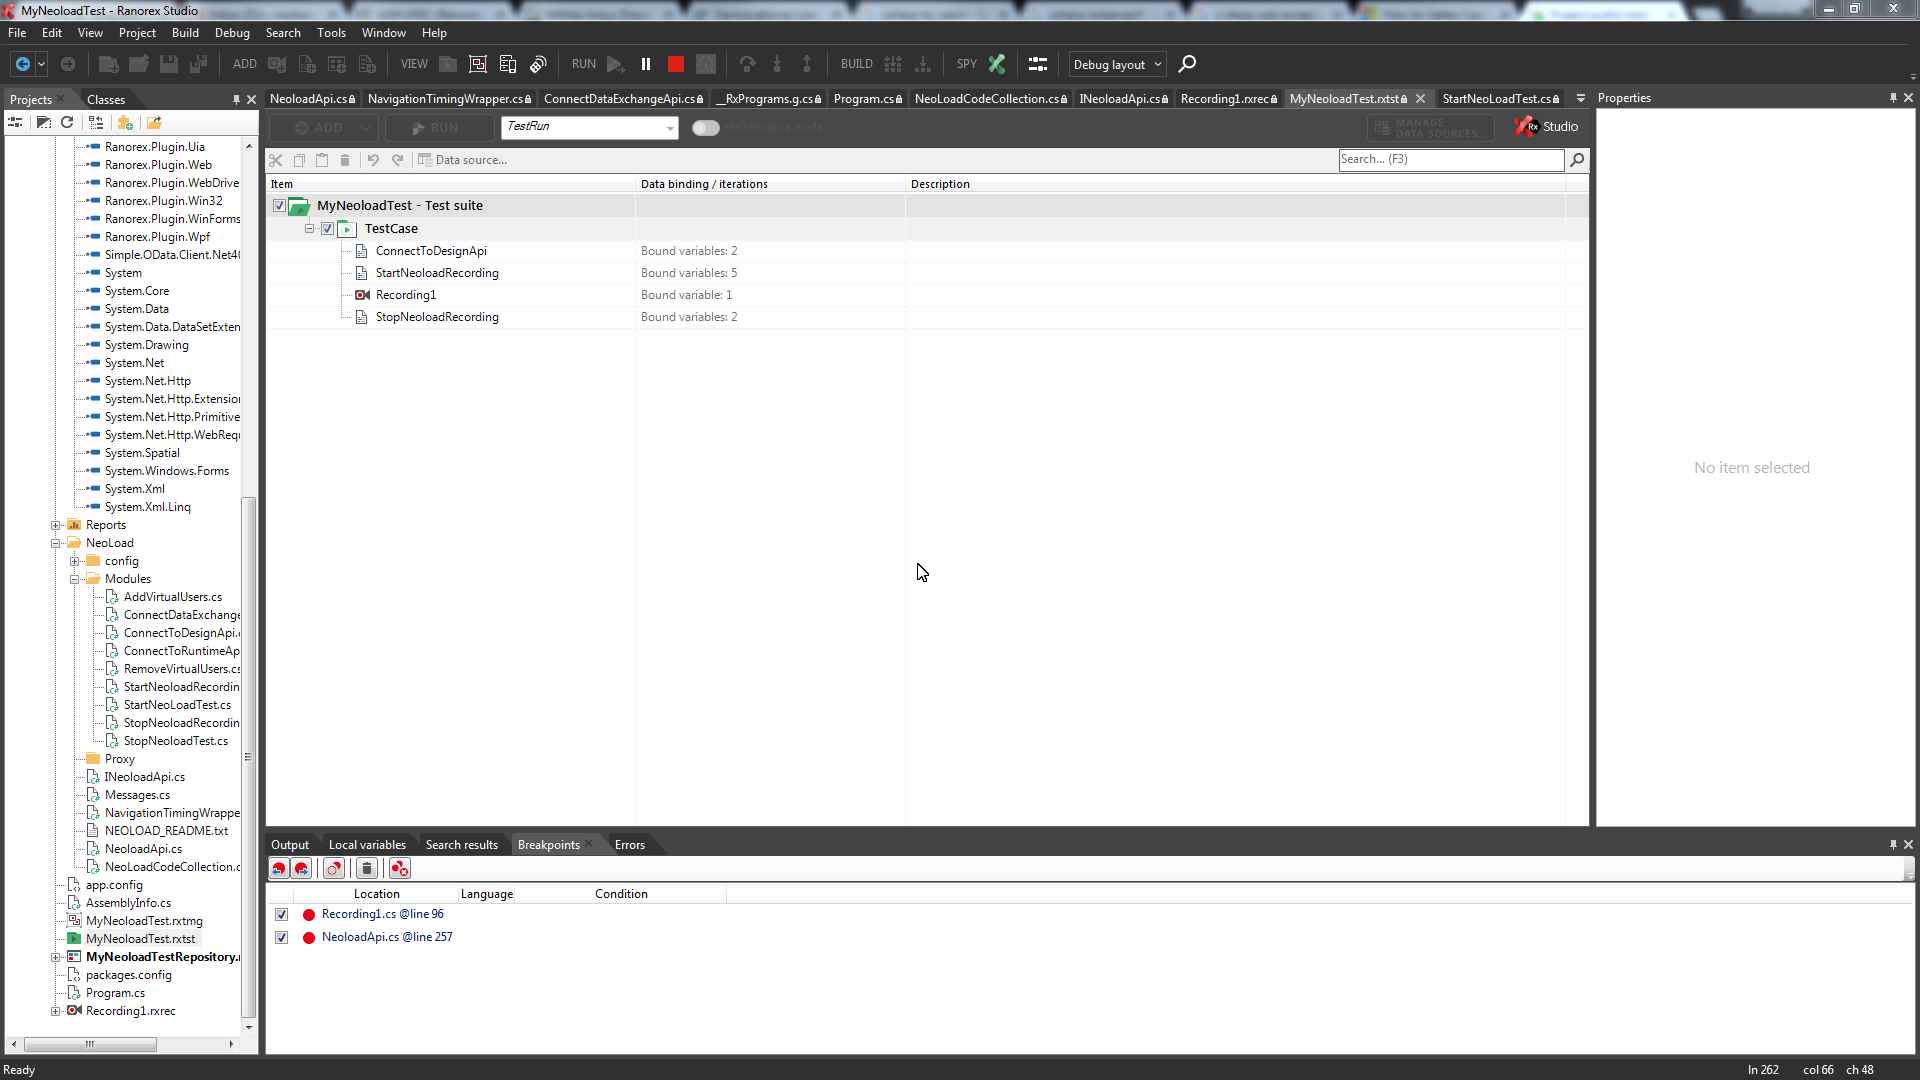 MyNeoloadTest - Ranorex Studio
File Edit View Project Build Debug Search Tools Window Help
ADD VIEW RUN BUILD SPY Debug layout
Projects Classes
NeoloadApi.cs NavigationTimingWrapper.cs ConnectDataExchangeApi.cs __RxPrograms.g.cs Program.cs NeoLoadCodeCollection.cs INeoloadApi.cs Recording1.rxrec MyNeoloadTest.rxtst StartNeoLoadTest.cs
Properties
ADD RUN TestRun MANAGE DATA SOURCES... Rx Studio
Data source... Search... (F3)
Item Data binding / iterations Description
MyNeoloadTest - Test suite
TestCase
ConnectToDesignApi Bound variables: 2
StartNeoloadRecording Bound variables: 5
Recording1 Bound variable: 1
StopNeoloadRecording Bound variables: 2
No item selected
Ranorex.Plugin.Uia
Ranorex.Plugin.Web
Ranorex.Plugin.WebDrive
Ranorex.Plugin.Win32
Ranorex.Plugin.WinForms
Ranorex.Plugin.Wpf
Simple.OData.Client.Net40
System
System.Core
System.Data
System.Data.DataSetExten
System.Drawing
System.Net
System.Net.Http
System.Net.Http.Extension
System.Net.Http.Primitive
System.Net.Http.WebRequ
System.Spatial
System.Windows.Forms
System.Xml
System.Xml.Linq
Reports
NeoLoad
config
Modules
AddVirtualUsers.cs
ConnectDataExchange
ConnectToDesignApi.c
ConnectToRuntimeAp
RemoveVirtualUsers.cs
StartNeoloadRecordin
StartNeoLoadTest.cs
StopNeoloadRecordin
StopNeoloadTest.cs
Proxy
INeoloadApi.cs
Messages.cs
NavigationTimingWrappe
NEOLOAD_README.txt
NeoloadApi.cs
NeoLoadCodeCollection.c
app.config
AssemblyInfo.cs
MyNeoloadTest.rxtmg
MyNeoloadTest.rxtst
MyNeoloadTestRepository.r
packages.config
Program.cs
Recording1.rxrec
Output Local variables Search results Breakpoints Errors
Location Language Condition
Recording1.cs @line 96
NeoloadApi.cs @line 257
Ready ln 262 col 66 ch 48